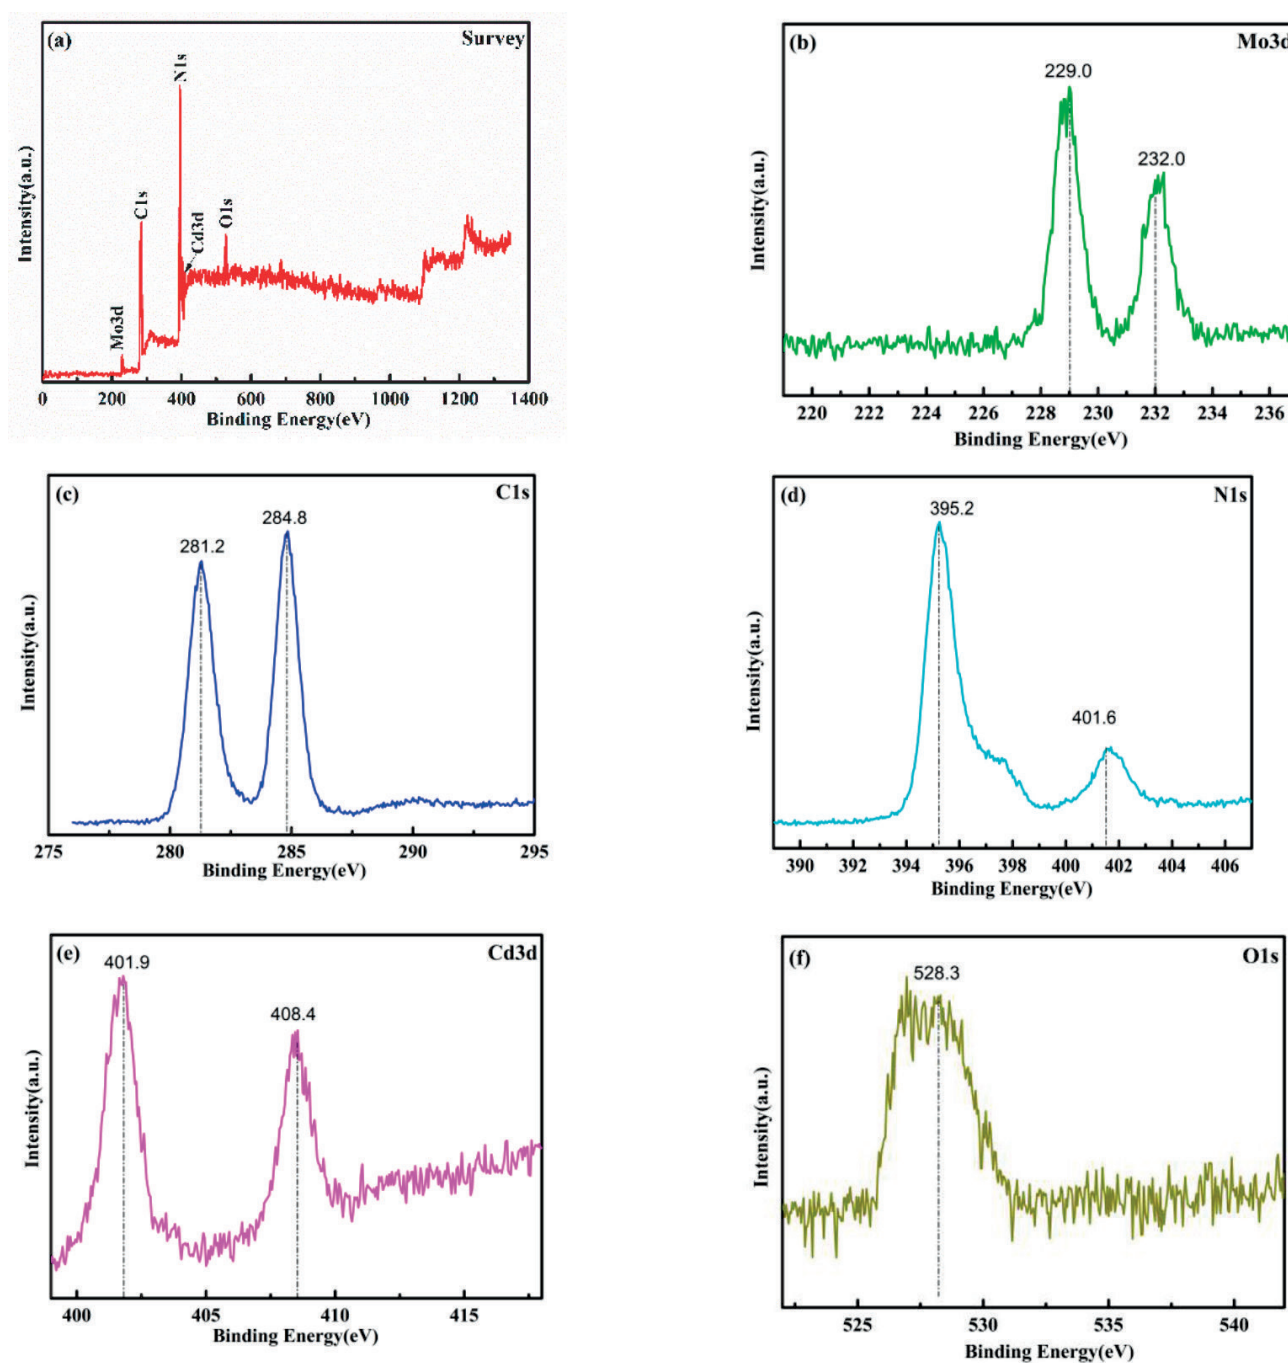 (a)
Survey
N1s
C1s
Cd3d
O1s
Mo3d
Intensity(a.u.)
0 200 400 600 800 1000 1200 1400
Binding Energy(eV)
(b)
Mo3d
229.0
232.0
Intensity(a.u.)
220 222 224 226 228 230 232 234 236
Binding Energy(eV)
(c)
C1s
281.2
284.8
Intensity(a.u.)
275 280 285 290 295
Binding Energy(eV)
(d)
N1s
395.2
401.6
Intensity(a.u.)
390 392 394 396 398 400 402 404 406
Binding Energy(eV)
(e)
Cd3d
401.9
408.4
Intensity(a.u.)
400 405 410 415
Binding Energy(eV)
(f)
O1s
528.3
Intensity(a.u.)
525 530 535 540
Binding Energy(eV)